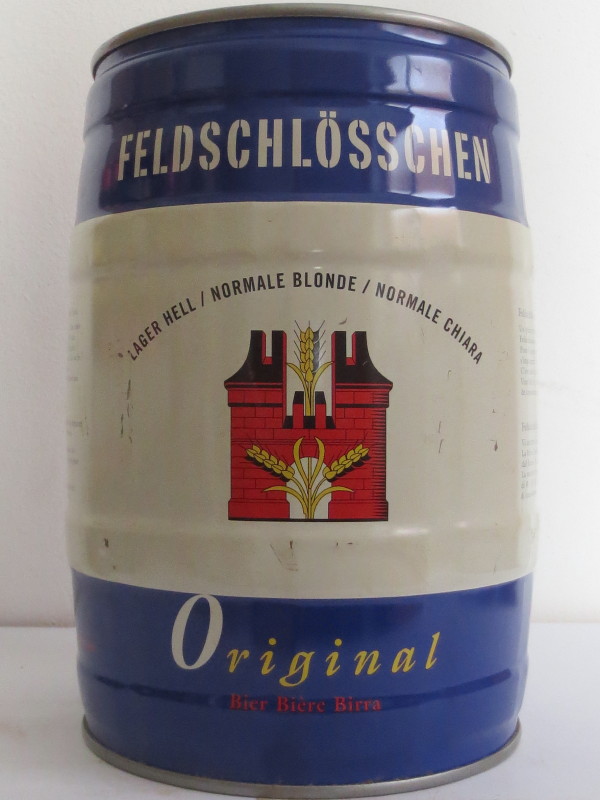 FELDSCHLÖSSCHEN
LAGER HELL / NORMALE BLONDE / NORMALE CHIARA
Original
Bier Bière Birra